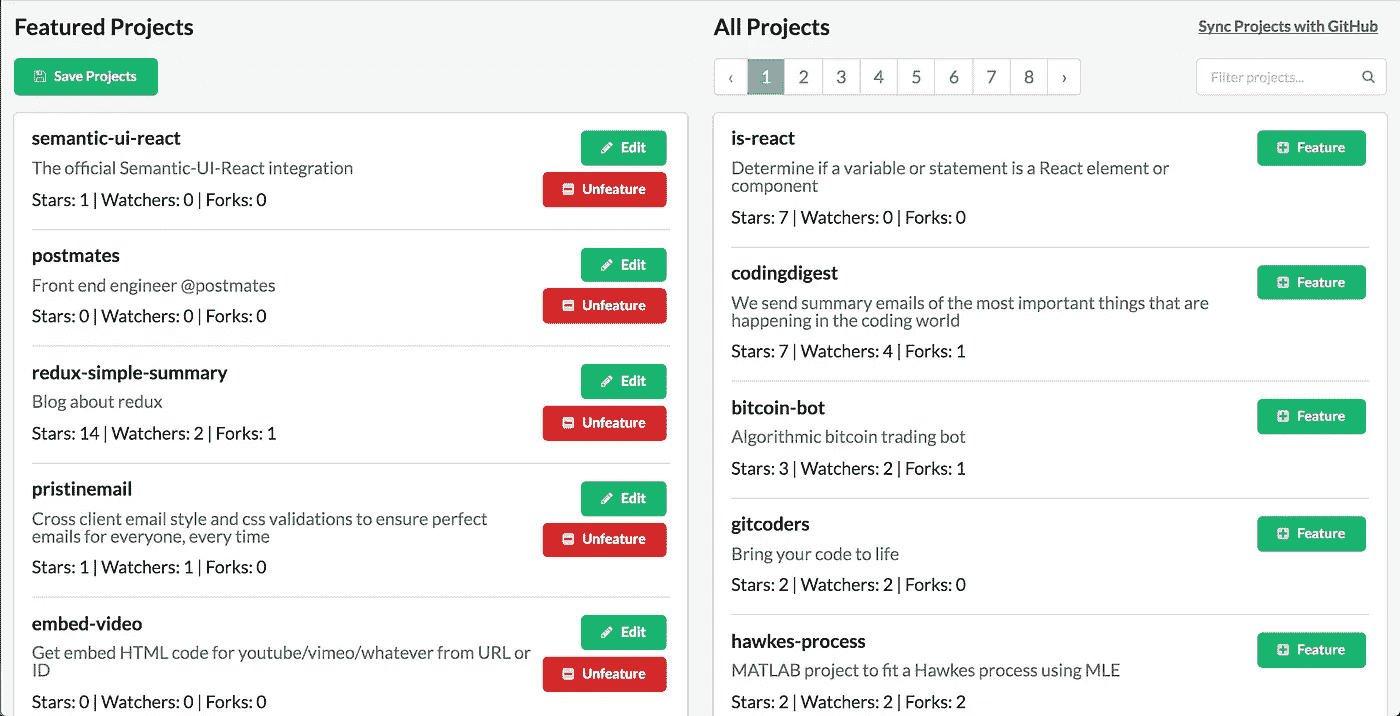 Featured Projects
Save Projects
semantic-ui-react
Edit
The official Semantic-UI-React integration
Unfeature
Stars: 1 | Watchers: 0 | Forks: 0
postmates
Edit
Front end engineer @postmates
Unfeature
Stars: 0 | Watchers: 0 | Forks: 0
redux-simple-summary
Edit
Blog about redux
Unfeature
Stars: 14 | Watchers: 2 | Forks: 1
pristinemail
Edit
Cross client email style and css validations to ensure perfect
emails for everyone, every time
Unfeature
Stars: 1 | Watchers: 1 | Forks: 0
embed-video
Edit
Get embed HTML code for youtube/vimeo/whatever from URL or
ID
Unfeature
Stars: 0 | Watchers: 0 | Forks: 0
All Projects
Sync Projects with GitHub
‹ 1 2 3 4 5 6 7 8 ›
Filter projects...
is-react
Feature
Determine if a variable or statement is a React element or
component
Stars: 7 | Watchers: 0 | Forks: 0
codingdigest
Feature
We send summary emails of the most important things that are
happening in the coding world
Stars: 7 | Watchers: 4 | Forks: 1
bitcoin-bot
Feature
Algorithmic bitcoin trading bot
Stars: 3 | Watchers: 2 | Forks: 1
gitcoders
Feature
Bring your code to life
Stars: 2 | Watchers: 2 | Forks: 0
hawkes-process
Feature
MATLAB project to fit a Hawkes process using MLE
Stars: 2 | Watchers: 2 | Forks: 2